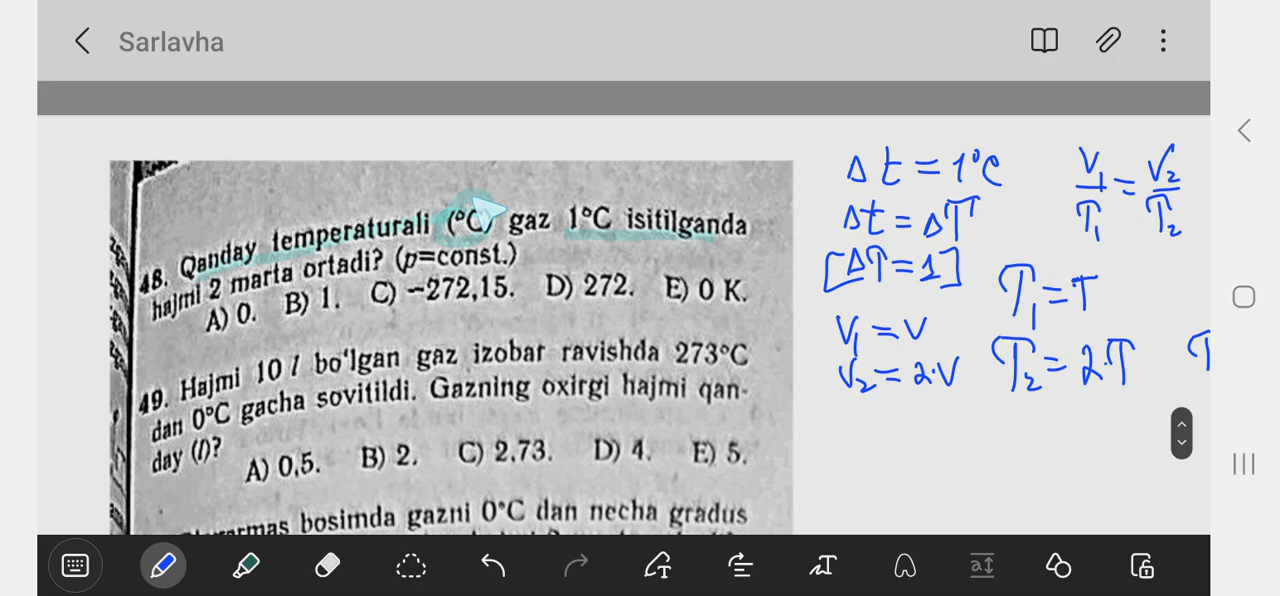 Sarlavha
48. Qanday temperaturali (°C) gaz 1°C isitilganda
hajmi 2 marta ortadi? (p=const.)
A) 0. B) 1. C) −272,15. D) 272. E) 0 K.
49. Hajmi 10 l bo'lgan gaz izobar ravishda 273°C
dan 0°C gacha sovitildi. Gazning oxirgi hajmi qan-
day (l)?
A) 0,5. B) 2. C) 2,73. D) 4. E) 5.
bosimda gazni 0°C dan necha gradus
Δt = 1°C
Δt = ΔT
[ΔT = 1]
V₁ = V
V₂ = 2·V
V₁/T₁ = V₂/T₂
T₁ = T
T₂ = 2·T
T